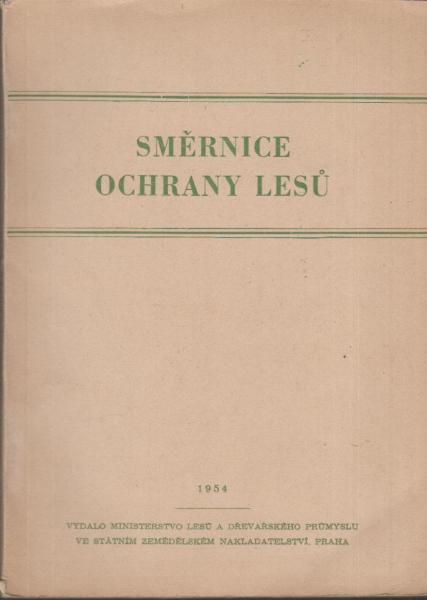 SMĚRNICE
OCHRANY LESŮ
1954
VYDALO MINISTERSTVO LESŮ A DŘEVAŘSKÉHO PRŮMYSLU
VE STÁTNÍM ZEMĚDĚLSKÉM NAKLADATELSTVÍ, PRAHA